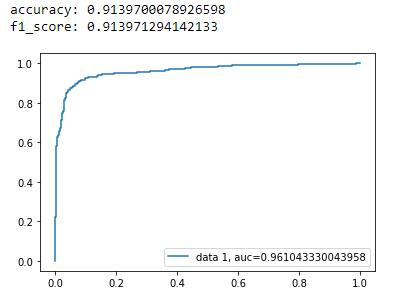 accuracy: 0.9139700078926598
f1_score: 0.913971294142133
1.0
0.8
0.6
0.4
0.2
0.0
data 1, auc=0.961043330043958
0.0 0.2 0.4 0.6 0.8 1.0